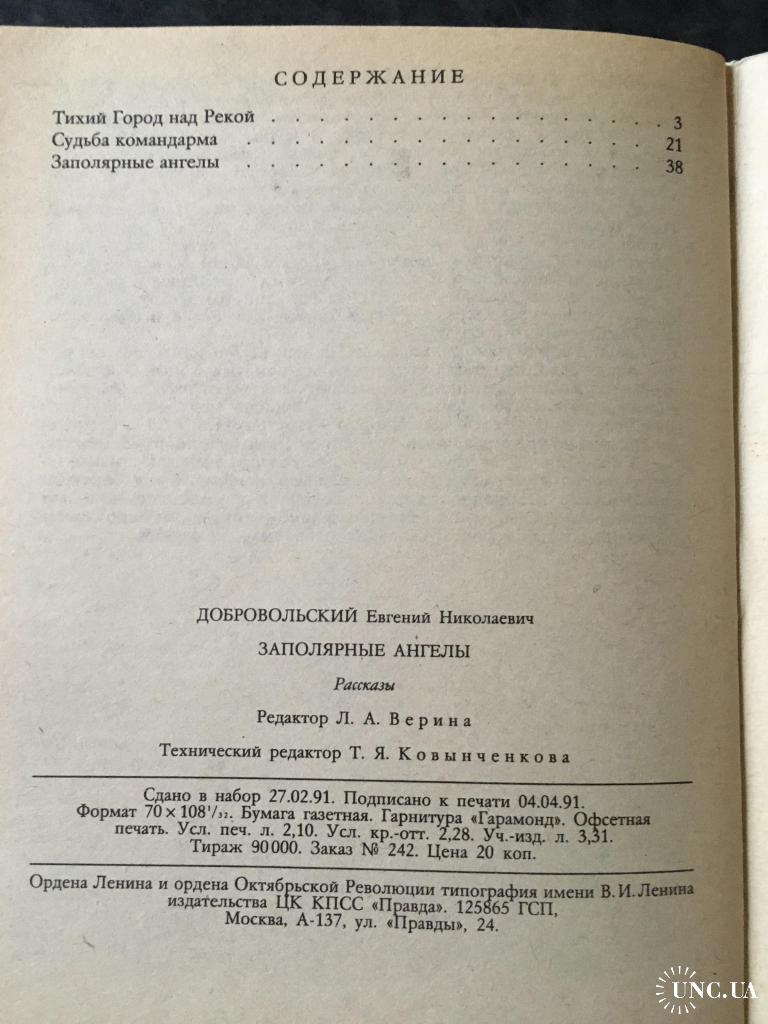 СОДЕРЖАНИЕ
Тихий Город над Рекой . . . . . . . . . . . . . . . . . 3
Судьба командарма . . . . . . . . . . . . . . . . . . 21
Заполярные ангелы . . . . . . . . . . . . . . . . . . 38
ДОБРОВОЛЬСКИЙ Евгений Николаевич
ЗАПОЛЯРНЫЕ АНГЕЛЫ
Рассказы
Редактор Л. А. Верина
Технический редактор Т. Я. Ковынченкова
Сдано в набор 27.02.91. Подписано к печати 04.04.91.
Формат 70×108¹/₃₂. Бумага газетная. Гарнитура «Гарамонд». Офсетная
печать. Усл. печ. л. 2,10. Усл. кр.-отт. 2,28. Уч.-изд. л. 3,31.
Тираж 90000. Заказ № 242. Цена 20 коп.
Ордена Ленина и ордена Октябрьской Революции типография имени В.И.Ленина
издательства ЦК КПСС «Правда». 125865 ГСП,
Москва, А-137, ул. «Правды», 24.
UNC.UA